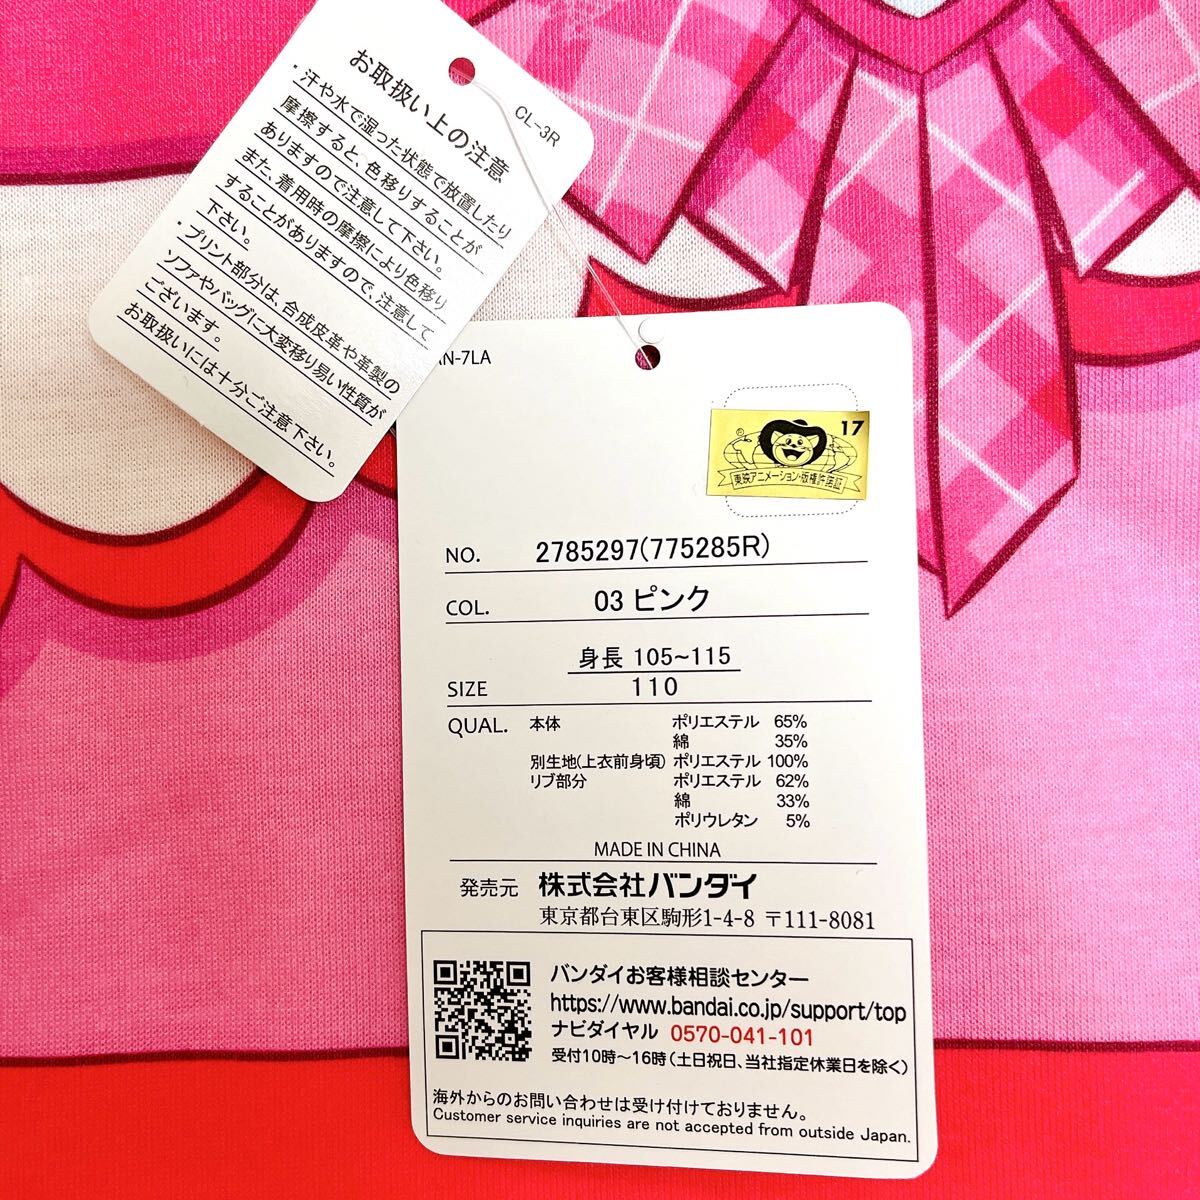 CL-3R
お取扱い上の注意
・汗や水で湿った状態で放置したり
摩擦すると、色移りすることが
ありますので注意して下さい。
また、着用時の摩擦により色移り
することがありますので、注意して
下さい。
・プリント部分は、合成皮革や革製の
ソファやバッグに大変移り易い性質が
ございます。
お取扱いには十分ご注意下さい。
N-7LA
17
®
東映アニメーション・版権許諾証
NO. 2785297(775285R)
COL. 03 ピンク
身長 105~115
SIZE 110
QUAL. 本体 ポリエステル 65%
綿 35%
別生地(上衣前身頃) ポリエステル 100%
リブ部分 ポリエステル 62%
綿 33%
ポリウレタン 5%
MADE IN CHINA
発売元 株式会社バンダイ
東京都台東区駒形1-4-8 〒111-8081
バンダイお客様相談センター
https://www.bandai.co.jp/support/top
ナビダイヤル 0570-041-101
受付10時～16時(土日祝日、当社指定休業日を除く)
海外からのお問い合わせは受け付けておりません。
Customer service inquiries are not accepted from outside Japan.